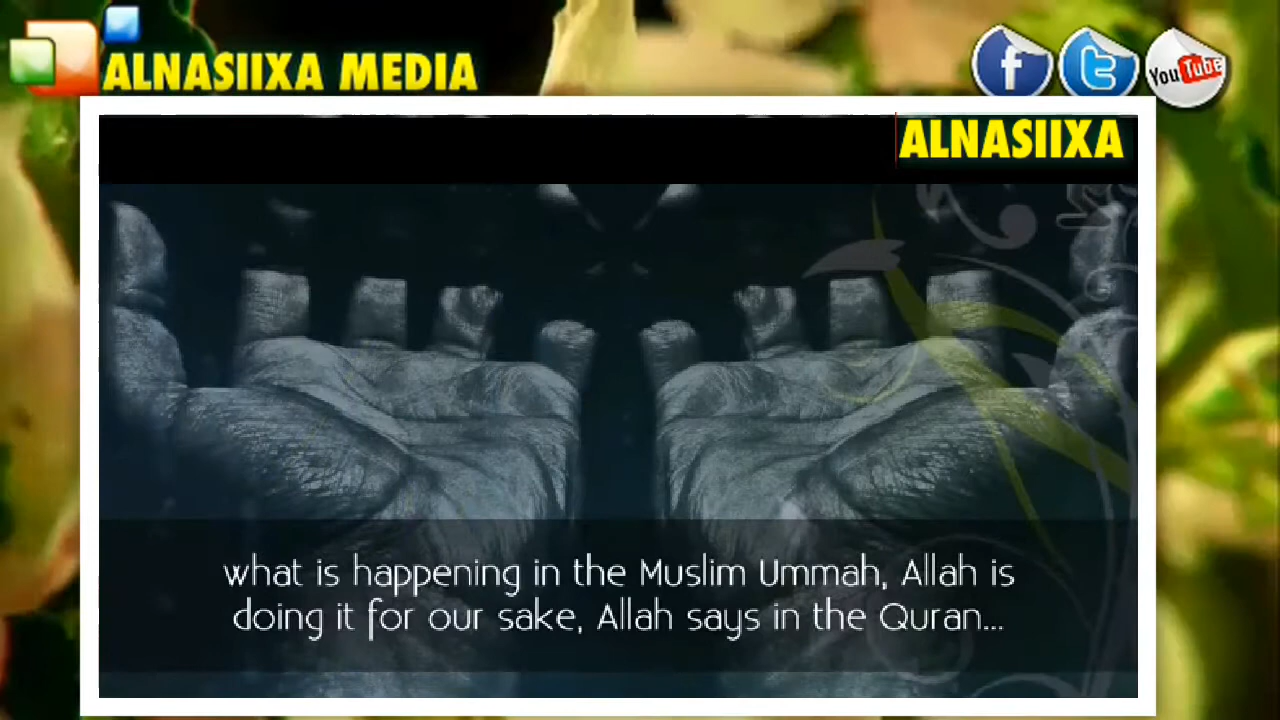 ALNASIIXA MEDIA
f
t
You Tube
ALNASIIXA
what is happening in the Muslim Ummah, Allah is
doing it for our sake, Allah says in the Quran...